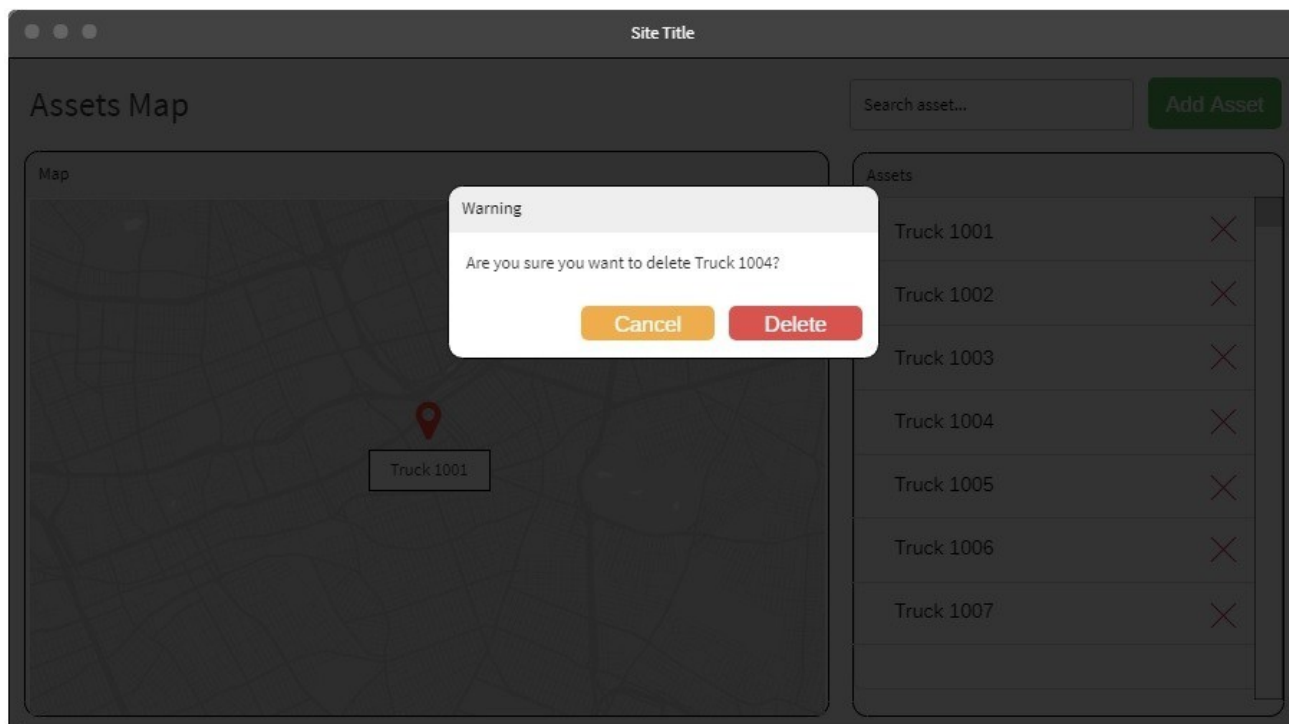 Site Title
Assets Map
Search asset...
Add Asset
Map
Assets
Warning
Are you sure you want to delete Truck 1004?
Cancel
Delete
Truck 1001
Truck 1001
Truck 1002
Truck 1003
Truck 1004
Truck 1005
Truck 1006
Truck 1007